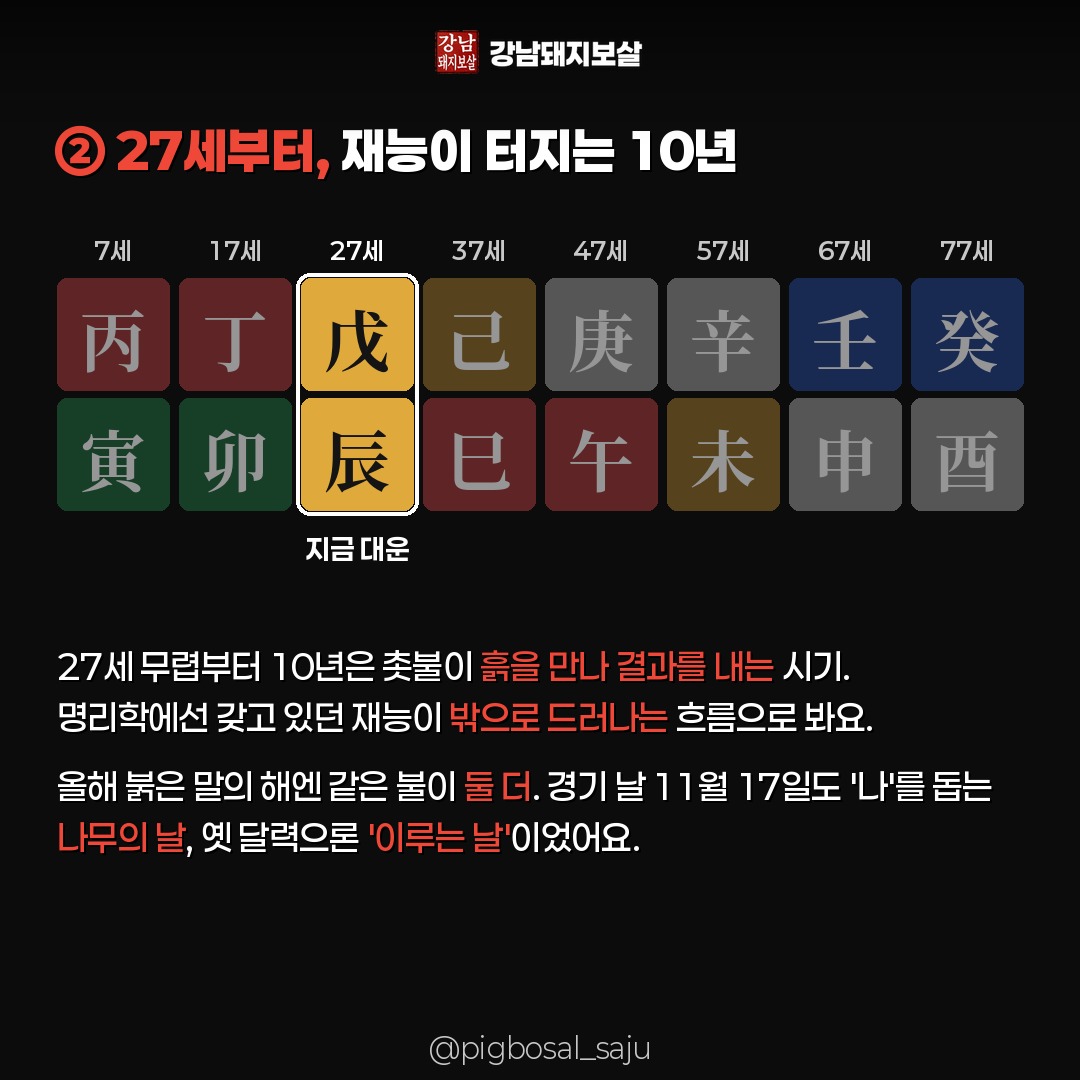 강남
돼지보살
강남돼지보살
② 27세부터, 재능이 터지는 10년
7세 17세 27세 37세 47세 57세 67세 77세
丙 丁 戊 己 庚 辛 壬 癸
寅 卯 辰 巳 午 未 申 酉
지금 대운
27세 무렵부터 10년은 촛불이 흙을 만나 결과를 내는 시기.
명리학에선 갖고 있던 재능이 밖으로 드러나는 흐름으로 봐요.
올해 붉은 말의 해엔 같은 불이 둘 더. 경기 날 11월 17일도 '나'를 돕는
나무의 날, 옛 달력으론 '이루는 날'이었어요.
@pigbosal_saju